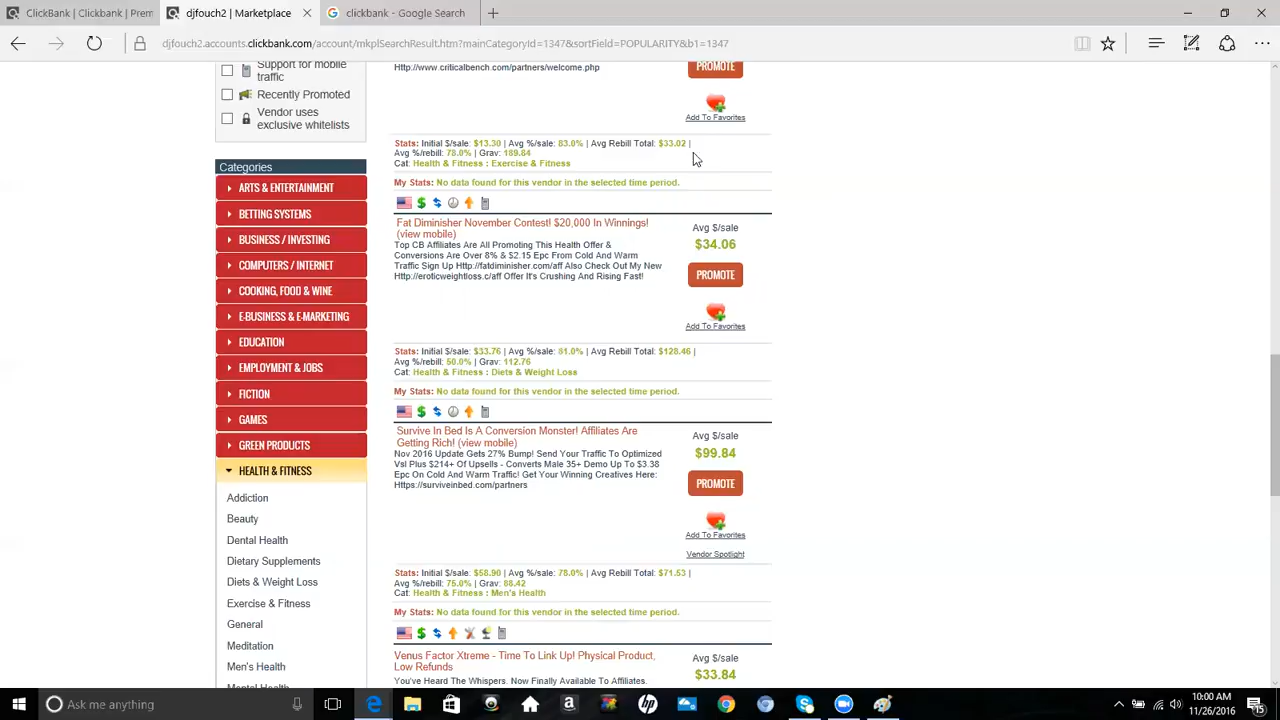 ClickBank | ClickBank | Prem
djfouch2 | Marketplace
clickbank - Google Search
djfouch2.accounts.clickbank.com/account/mkplSearchResult.htm?mainCategoryId=1347&sortField=POPULARITY&b1=1347
Support for mobile
traffic
Recently Promoted
Vendor uses
exclusive whitelists
Categories
ARTS & ENTERTAINMENT
BETTING SYSTEMS
BUSINESS / INVESTING
COMPUTERS / INTERNET
COOKING, FOOD & WINE
E-BUSINESS & E-MARKETING
EDUCATION
EMPLOYMENT & JOBS
FICTION
GAMES
GREEN PRODUCTS
HEALTH & FITNESS
Addiction
Beauty
Dental Health
Dietary Supplements
Diets & Weight Loss
Exercise & Fitness
General
Meditation
Men's Health
Mental Health
Http://www.criticalbench.com/partners/welcome.php
PROMOTE
Add To Favorites
Stats: Initial $/sale: $13.30 | Avg %/sale: 83.0% | Avg Rebill Total: $33.02 |
Avg %/rebill: 78.0% | Grav: 189.84
Cat: Health & Fitness : Exercise & Fitness
My Stats: No data found for this vendor in the selected time period.
Fat Diminisher November Contest! $20,000 In Winnings!
(view mobile)
Top CB Affiliates Are All Promoting This Health Offer &
Conversions Are Over 8% & $2.15 Epc From Cold And Warm
Traffic Sign Up Http://fatdiminisher.com/aff Also Check Out My New
Http://eroticweightloss.c/aff Offer It's Crushing And Rising Fast!
Avg $/sale
$34.06
PROMOTE
Add To Favorites
Stats: Initial $/sale: $33.76 | Avg %/sale: 81.0% | Avg Rebill Total: $128.46 |
Avg %/rebill: 50.0% | Grav: 112.76
Cat: Health & Fitness : Diets & Weight Loss
My Stats: No data found for this vendor in the selected time period.
Survive In Bed Is A Conversion Monster! Affiliates Are
Getting Rich! (view mobile)
Nov 2016 Update Gets 27% Bump! Send Your Traffic To Optimized
Vsl Plus $214+ Of Upsells - Converts Male 35+ Demo Up To $3.38
Epc On Cold And Warm Traffic! Get Your Winning Creatives Here:
Https://surviveinbed.com/partners
Avg $/sale
$99.84
PROMOTE
Add To Favorites
Vendor Spotlight
Stats: Initial $/sale: $58.90 | Avg %/sale: 78.0% | Avg Rebill Total: $71.53 |
Avg %/rebill: 75.0% | Grav: 88.42
Cat: Health & Fitness : Men's Health
My Stats: No data found for this vendor in the selected time period.
Venus Factor Xtreme - Time To Link Up! Physical Product,
Low Refunds
You've Heard The Whispers. Now Finally Available To Affiliates.
Avg $/sale
$33.84
Ask me anything
10:00 AM
11/26/2016